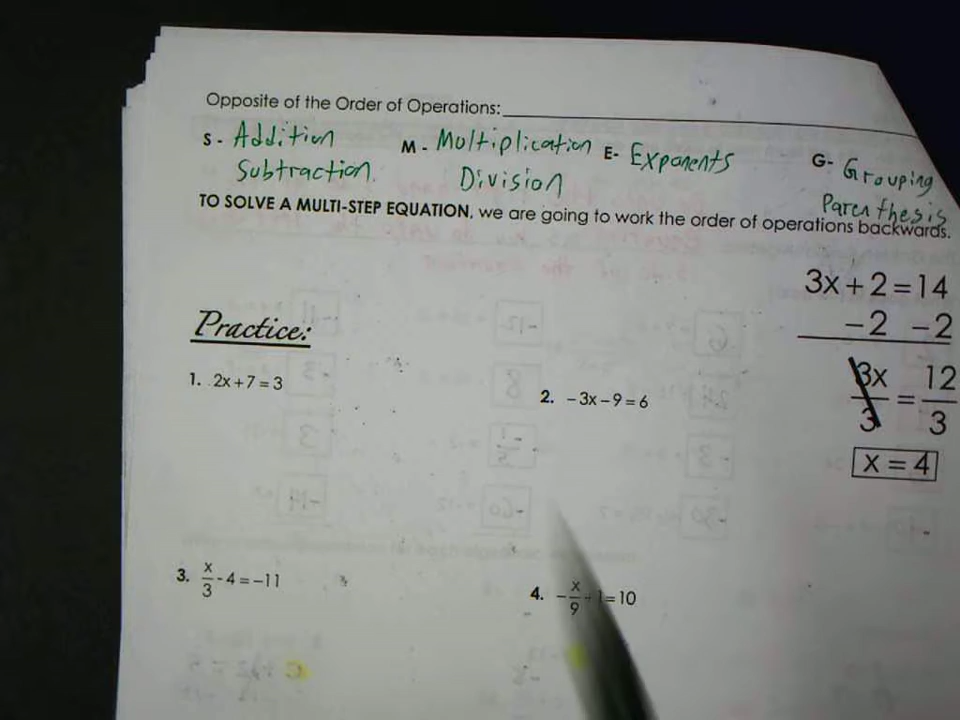 Opposite of the Order of Operations:
S - Addition M - Multiplication E- Exponents G- Grouping
Subtraction. Division Parenthesis
TO SOLVE A MULTI-STEP EQUATION, we are going to work the order of operations backwards.
3x + 2 = 14
-2 -2
3x/3 = 12/3
x = 4
Practice:
1. 2x + 7 = 3
2. -3x - 9 = 6
3. x/3 - 4 = -11
4. -x/9 1 = 10